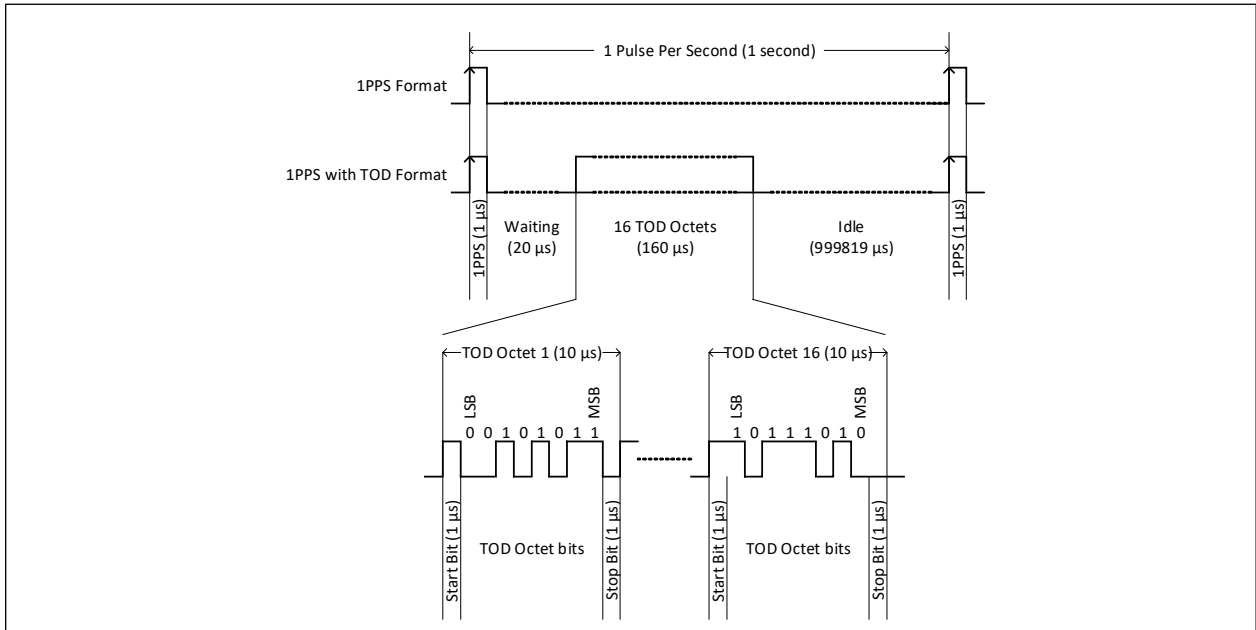 1 Pulse Per Second (1 second)
1PPS Format
1PPS with TOD Format
1PPS (1 µs)
Waiting
(20 µs)
16 TOD Octets
(160 µs)
Idle
(999819 µs)
1PPS (1 µs)
TOD Octet 1 (10 µs)
TOD Octet 16 (10 µs)
LSB
MSB
LSB
MSB
0 0 1 0 1 0 1 1
1 0 1 1 1 0 1 0
Start Bit (1 µs)
TOD Octet bits
Stop Bit (1 µs)
Start Bit (1 µs)
TOD Octet bits
Stop Bit (1 µs)